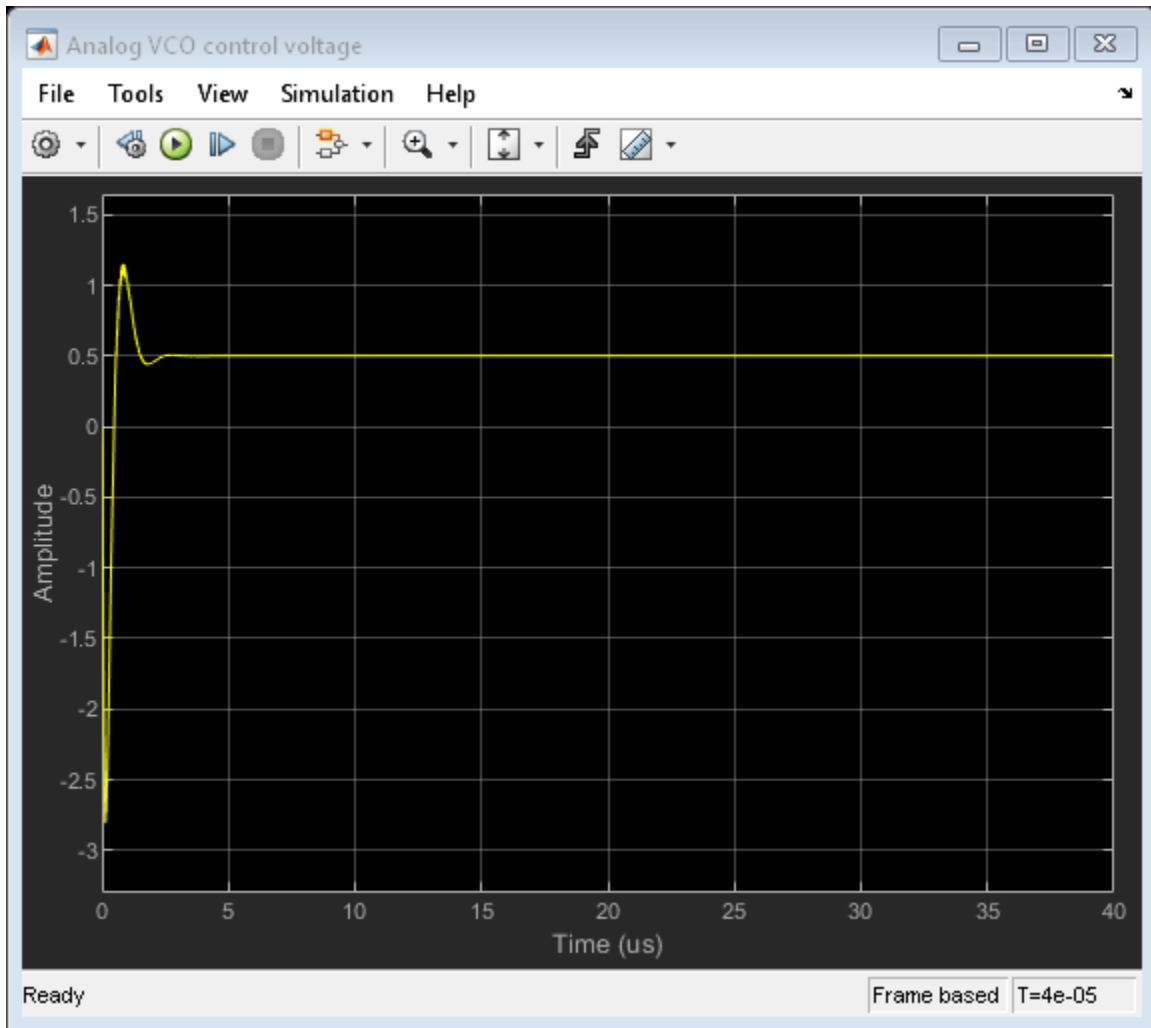 Analog VCO control voltage
File Tools View Simulation Help
1.5
1
0.5
0
-0.5
-1
-1.5
-2
-2.5
-3
Amplitude
0 5 10 15 20 25 30 35 40
Time (us)
Ready Frame based T=4e-05